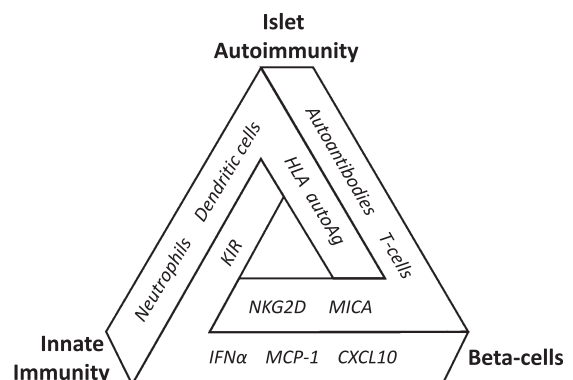 Islet
Autoimmunity
Autoantibodies
T-cells
Dendritic cells
Neutrophils
HLA autoAg
KIR
NKG2D MICA
Innate
Immunity
IFNα MCP-1 CXCL10
Beta-cells